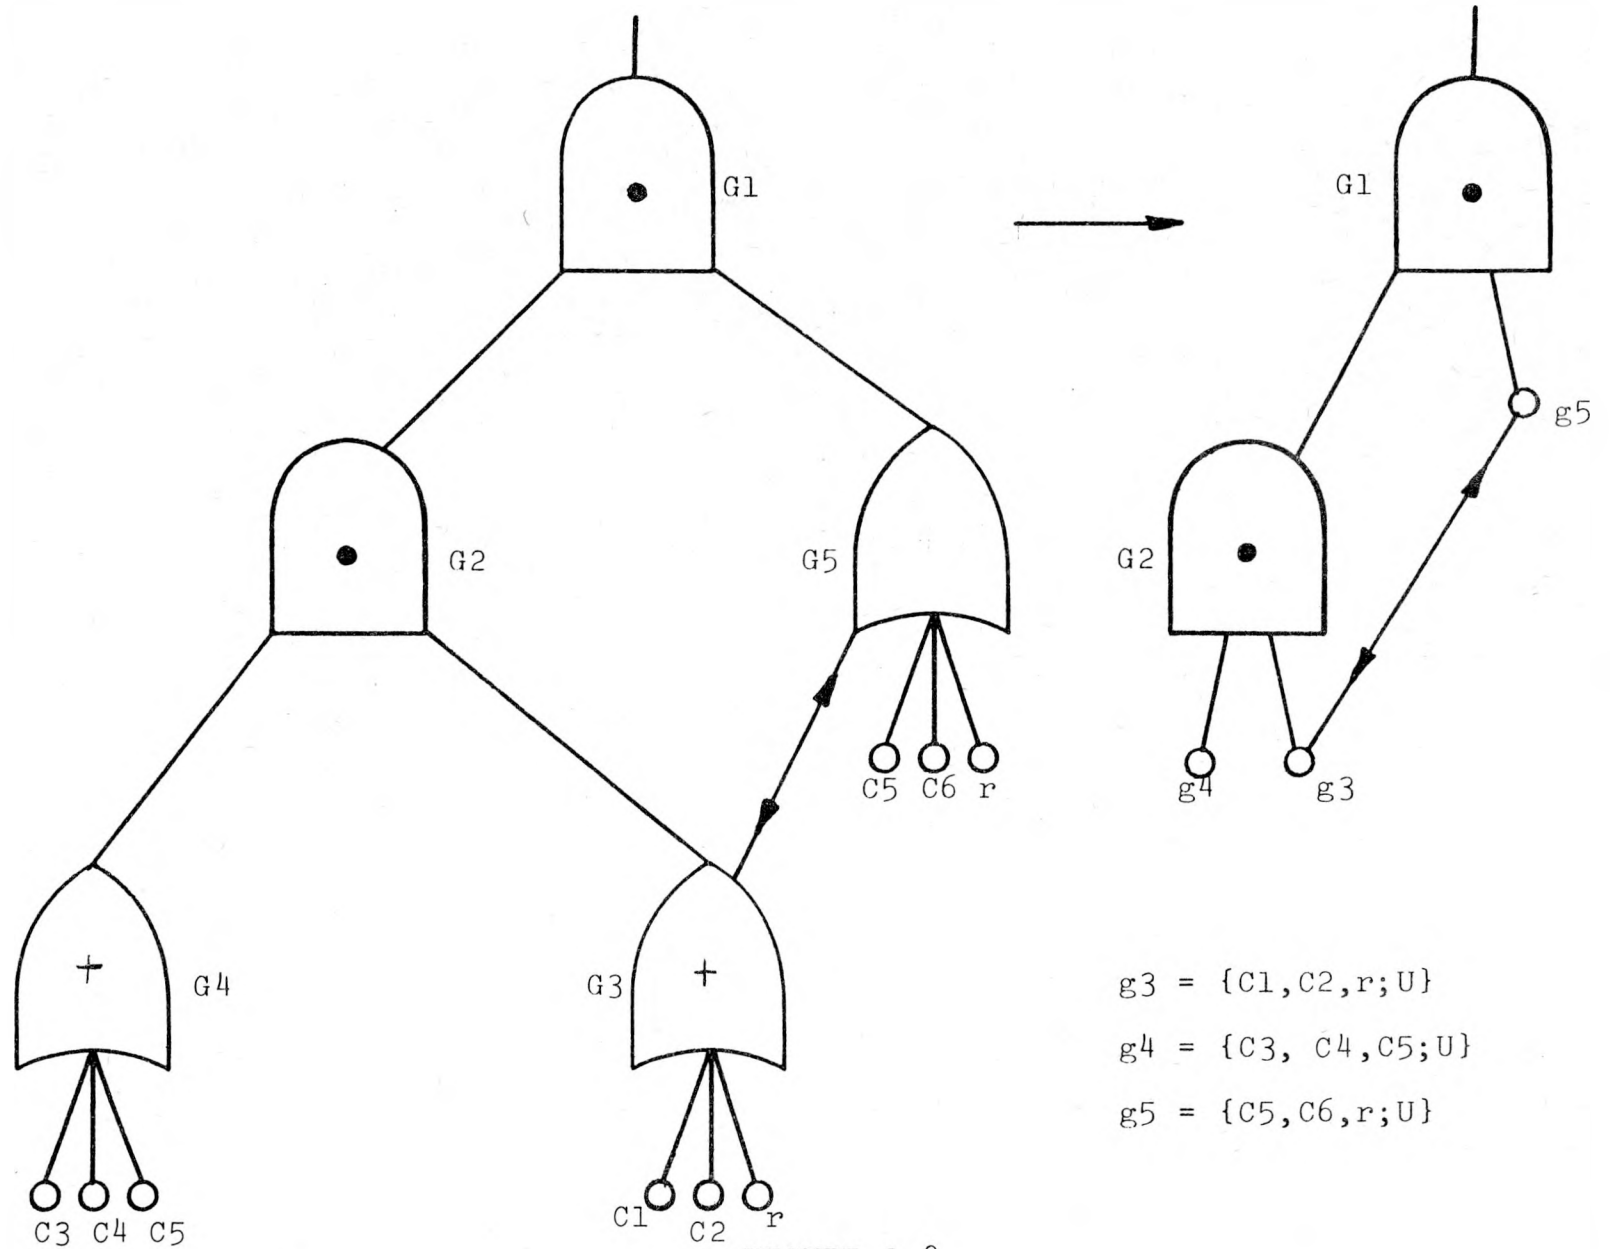 G1
G1
g5
G2
G5
G2
C5 C6 r
g4 g3
+
G4
G3
+
g3 = {C1,C2,r;U}
g4 = {C3, C4,C5;U}
g5 = {C5,C6,r;U}
C3 C4 C5
C1 C2 r